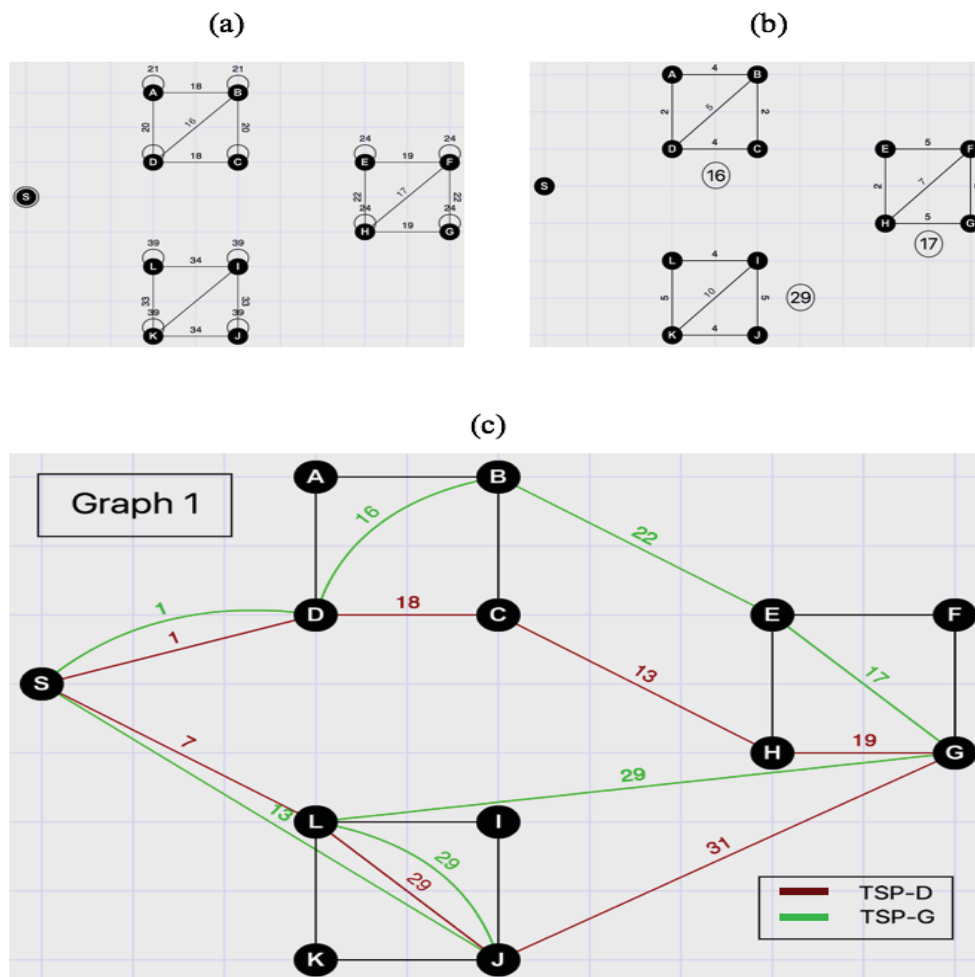 (a)
21 21
A 18 B
20 16 20
D 18 C
24 24
E 19 F
22 17 22
24 24
H 19 G
S
39 39
L 34 I
33 33
39 39
K 34 J
(b)
A 4 B
2 5 2
D 4 C
16
E 5 F
2 7
H 5 G
17
S
L 4 I
5 10 5
29
K 4 J
(c)
Graph 1
A B
16
22
1
D 18 C
E F
1
13
17
S
7
H 19 G
29
13
L I
31
29
29
K J
TSP-D
TSP-G